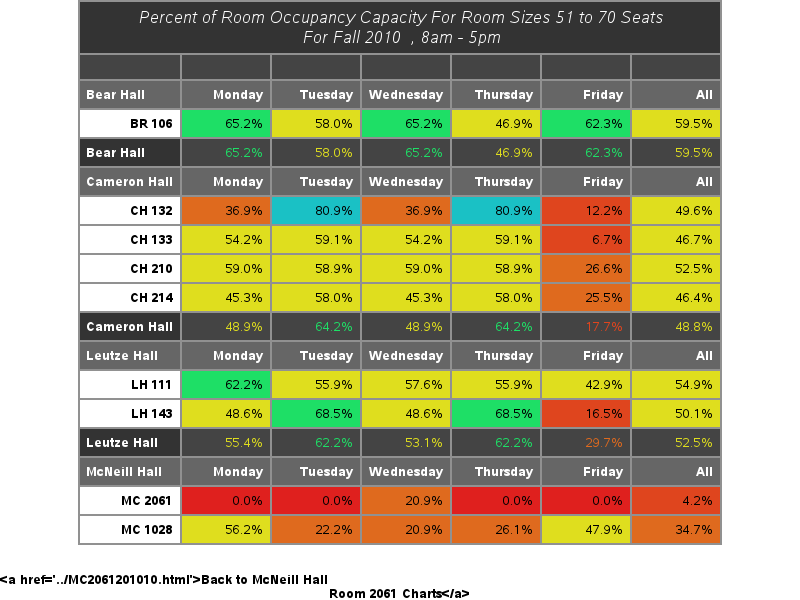 Percent of Room Occupancy Capacity For Room Sizes 51 to 70 Seats
For Fall 2010 , 8am - 5pm
Bear Hall Monday Tuesday Wednesday Thursday Friday All
BR 106 65.2% 58.0% 65.2% 46.9% 62.3% 59.5%
Bear Hall 65.2% 58.0% 65.2% 46.9% 62.3% 59.5%
Cameron Hall Monday Tuesday Wednesday Thursday Friday All
CH 132 36.9% 80.9% 36.9% 80.9% 12.2% 49.6%
CH 133 54.2% 59.1% 54.2% 59.1% 6.7% 46.7%
CH 210 59.0% 58.9% 59.0% 58.9% 26.6% 52.5%
CH 214 45.3% 58.0% 45.3% 58.0% 25.5% 46.4%
Cameron Hall 48.9% 64.2% 48.9% 64.2% 17.7% 48.8%
Leutze Hall Monday Tuesday Wednesday Thursday Friday All
LH 111 62.2% 55.9% 57.6% 55.9% 42.9% 54.9%
LH 143 48.6% 68.5% 48.6% 68.5% 16.5% 50.1%
Leutze Hall 55.4% 62.2% 53.1% 62.2% 29.7% 52.5%
McNeill Hall Monday Tuesday Wednesday Thursday Friday All
MC 2061 0.0% 0.0% 20.9% 0.0% 0.0% 4.2%
MC 1028 56.2% 22.2% 20.9% 26.1% 47.9% 34.7%
<a href='../MC2061201010.html'>Back to McNeill Hall
Room 2061 Charts</a>